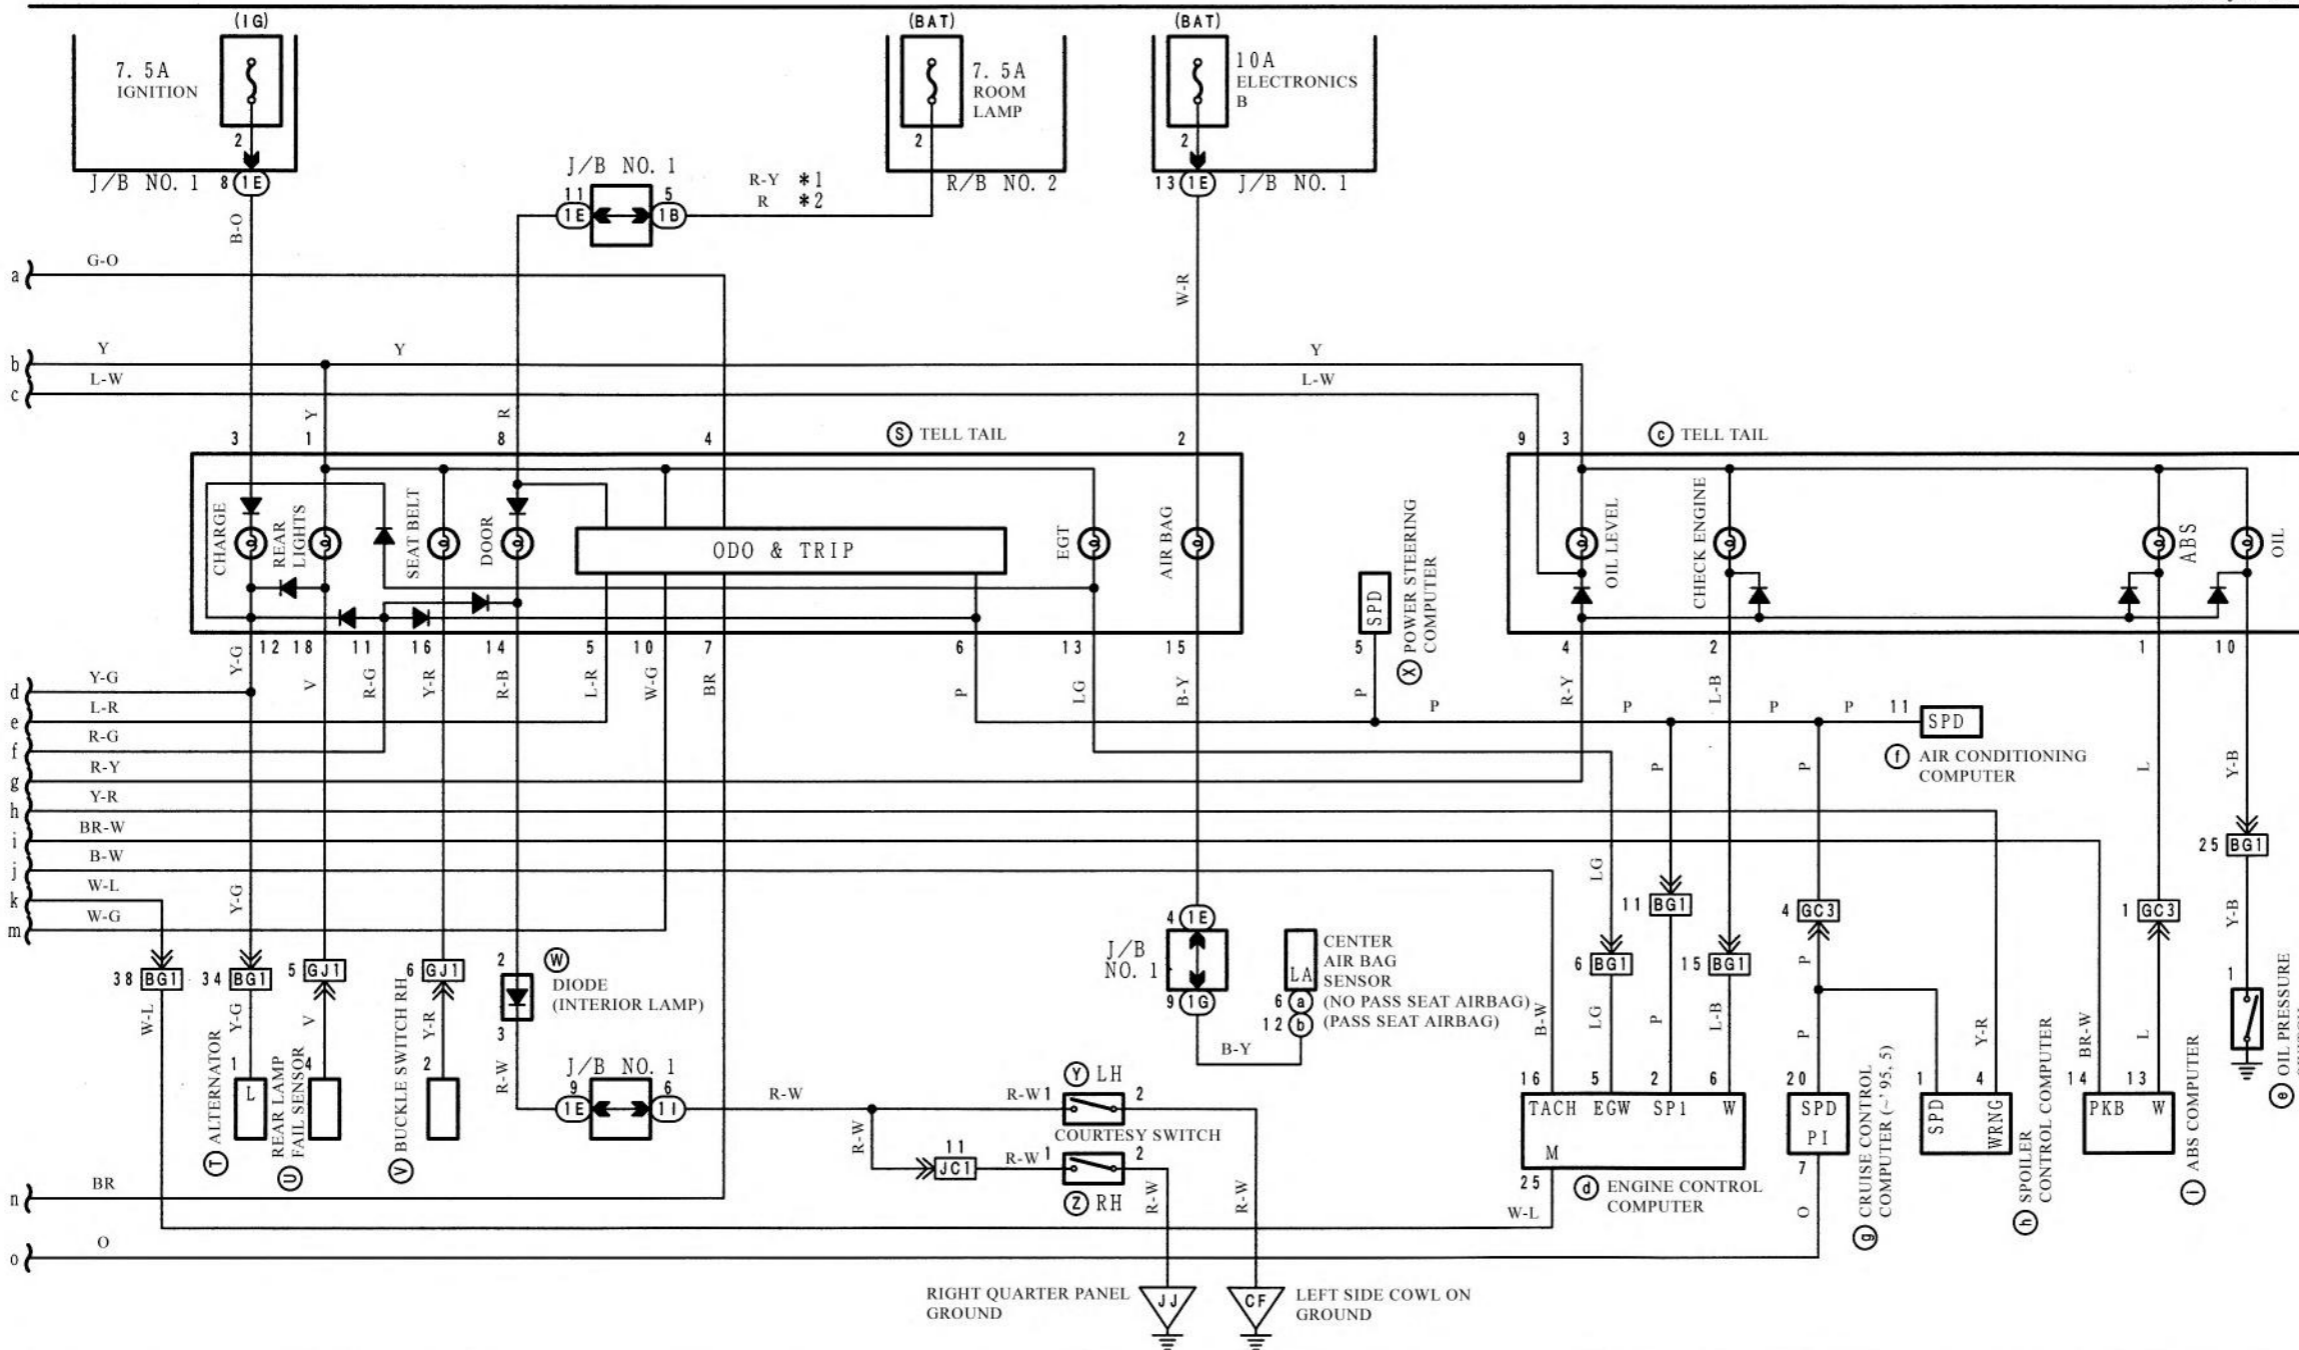 (IG)
(BAT)
(BAT)
7. 5A
IGNITION
2
J/B NO. 1
8
1E
7. 5A
ROOM
LAMP
2
R/B NO. 2
10A
ELECTRONICS
B
2
13
1E
J/B NO. 1
J/B NO. 1
11
5
1E
1B
R-Y *1
R *2
B-O
W-R
a
G-O
b
Y
Y
Y
c
L-W
L-W
Y
R
3
1
8
4
S TELL TAIL
2
9
3
c TELL TAIL
CHARGE
REAR
LIGHTS
SEAT BELT
DOOR
ODO & TRIP
EGT
AIR BAG
SPD
5
X POWER STEERING
COMPUTER
OIL LEVEL
CHECK ENGINE
ABS
OIL
12
18
11
16
14
5
10
7
6
13
15
4
2
1
10
Y-G
V
R-G
Y-R
R-B
L-R
W-G
BR
P
LG
B-Y
P
R-Y
L-B
d
Y-G
e
L-R
f
R-G
g
R-Y
h
Y-R
i
BR-W
j
B-W
k
W-L
m
W-G
P
P
P
P
11
SPD
f AIR CONDITIONING
COMPUTER
P
P
L
Y-B
Y-G
LG
25 BG1
Y-B
38 BG1
34 BG1
5 GJ1
6 GJ1
2
W
DIODE
(INTERIOR LAMP)
3
4 1E
J/B
NO. 1
9 1G
LA
CENTER
AIR BAG
SENSOR
6 a (NO PASS SEAT AIRBAG)
12 b (PASS SEAT AIRBAG)
B-Y
6 BG1
11 BG1
15 BG1
4 GC3
1 GC3
W-L
Y-G
V
Y-R
R-W
B-W
LG
P
L-B
P
P
Y-R
BR-W
L
1
e OIL PRESSURE
T ALTERNATOR
1
L
U REAR LAMP
FAIL SENSOR
4
V BUCKLE SWITCH RH
2
J/B NO. 1
9
6
1E
1I
R-W
R-W
11
JC1
Y LH
R-W 1
2
COURTESY SWITCH
R-W 1
2
Z RH
R-W
R-W
16
5
2
6
TACH EGW SP1 W
M
25
d ENGINE CONTROL
COMPUTER
W-L
20
SPD
PI
7
O
g CRUISE CONTROL
COMPUTER (~'95. 5)
1
4
SPD
WRNG
h SPOILER
CONTROL COMPUTER
14
13
PKB W
i ABS COMPUTER
n
BR
o
O
RIGHT QUARTER PANEL
GROUND
JJ
CF
LEFT SIDE COWL ON
GROUND